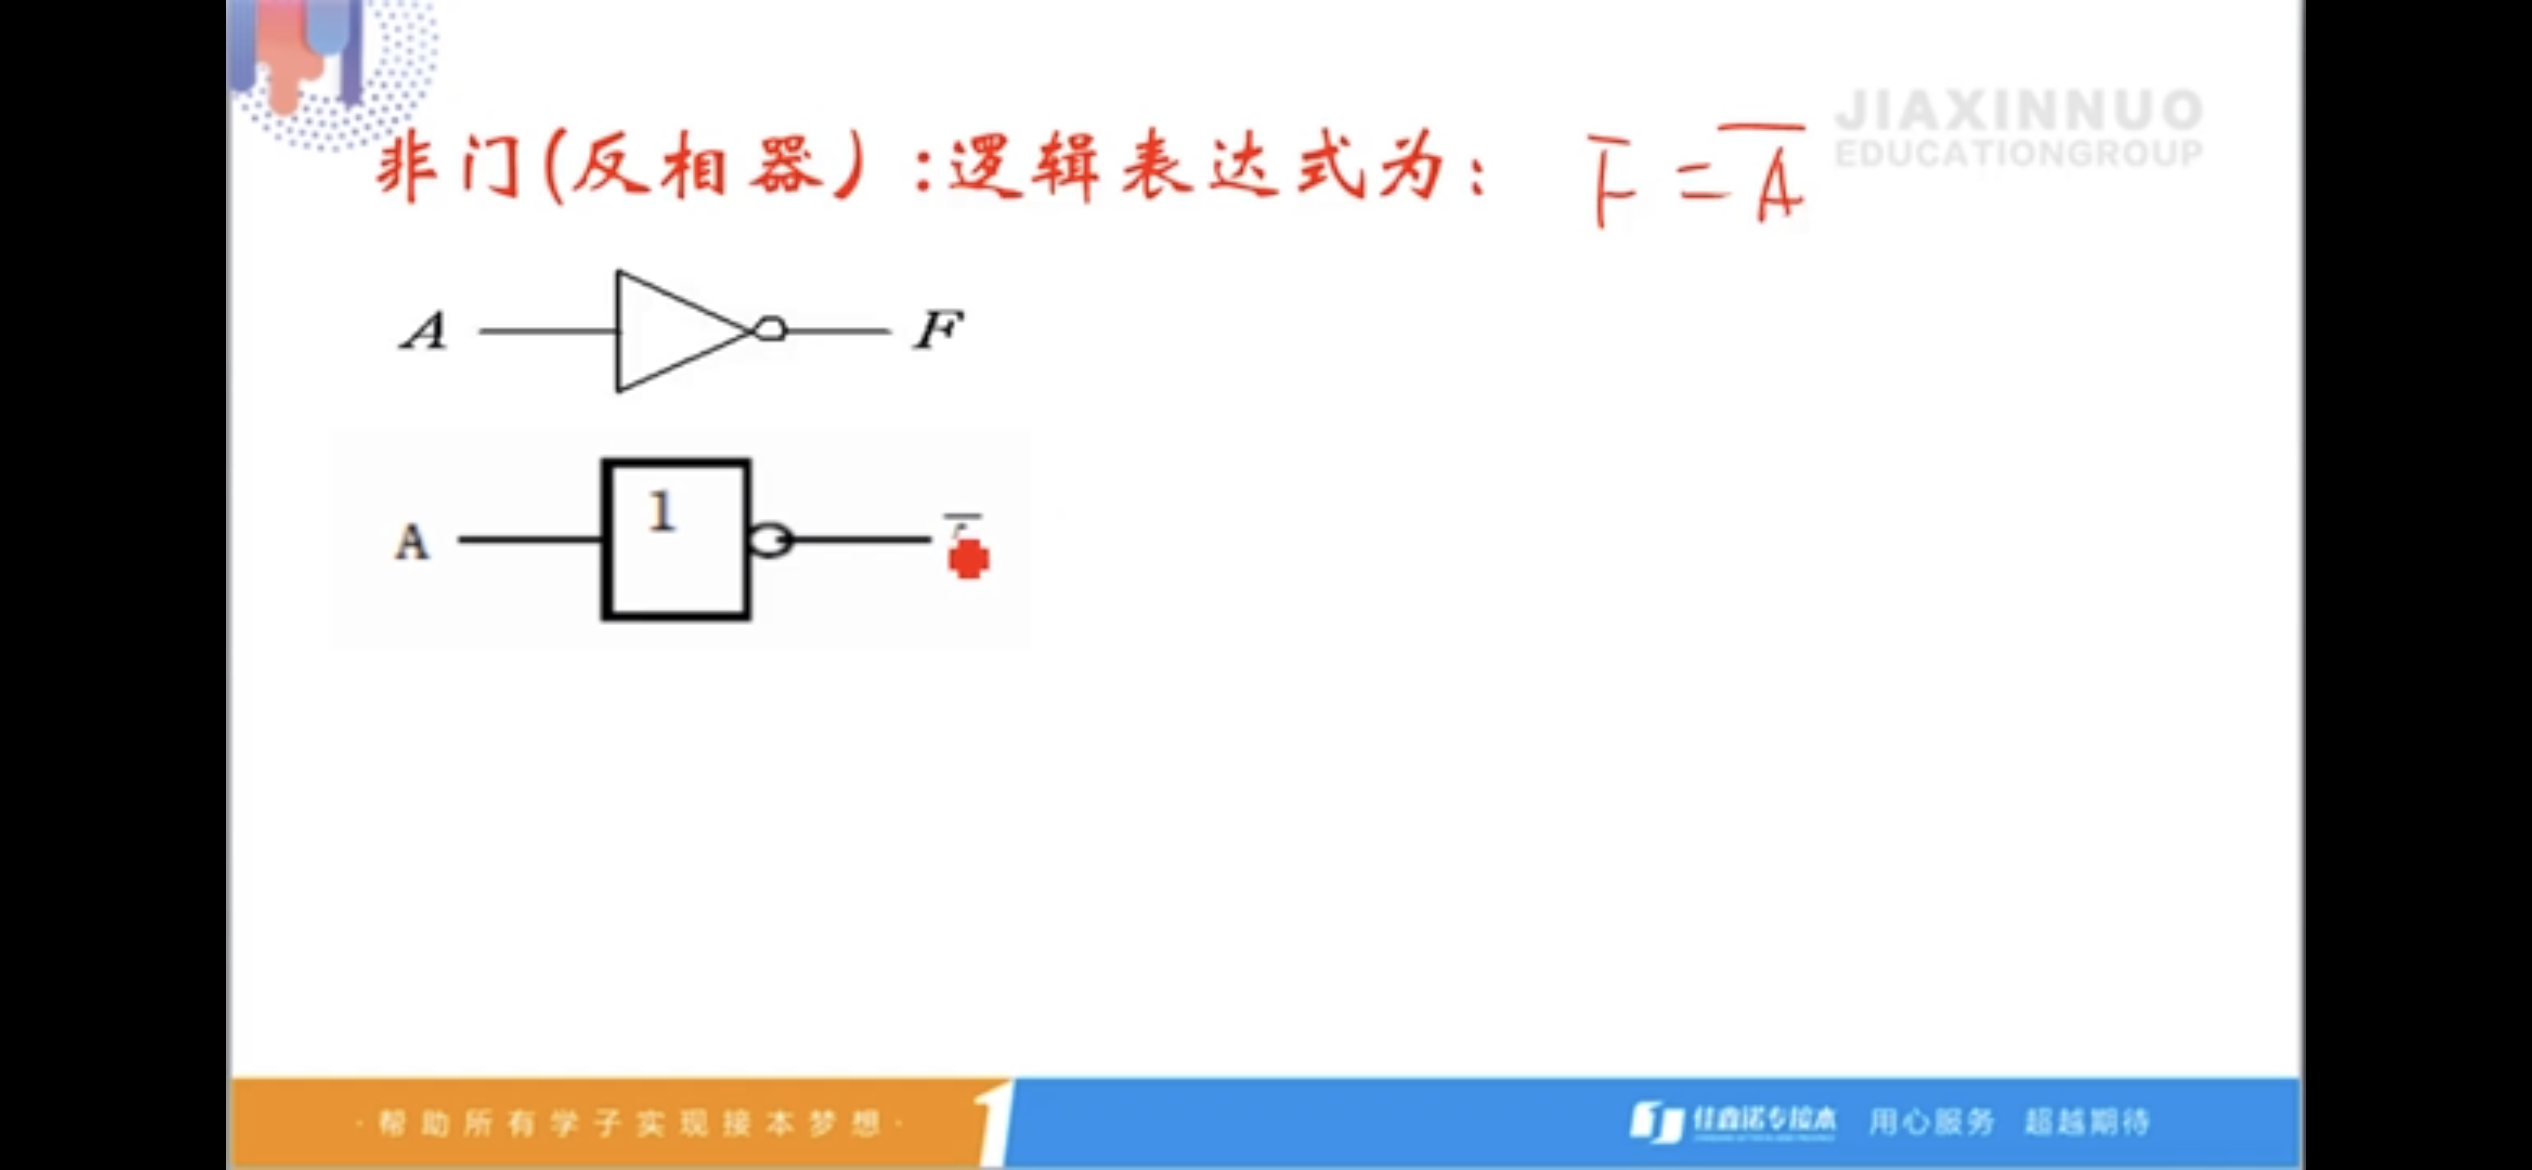 JIAXINNUO
EDUCATIONGROUP
非门(反相器):逻辑表达式为: F = A̅
A F
1
A
·帮助所有学子实现接本梦想·
1 佳鑫诺专接本 用心服务 超越期待